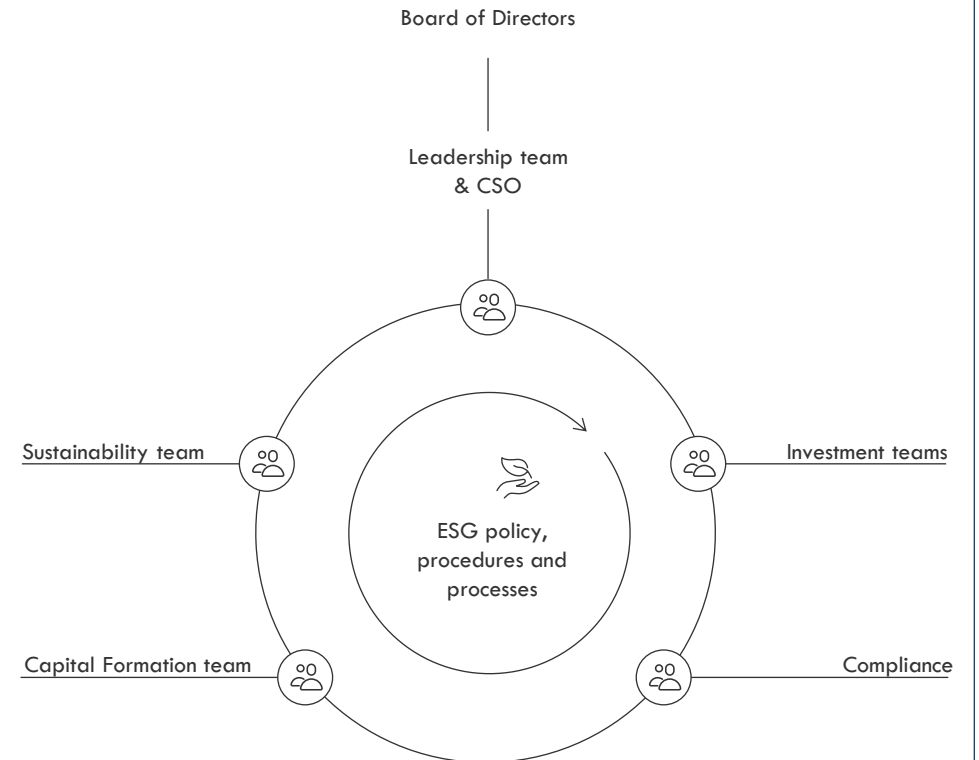 Board of Directors
Leadership team
& CSO
Sustainability team
Investment teams
ESG policy,
procedures and
processes
Capital Formation team
Compliance